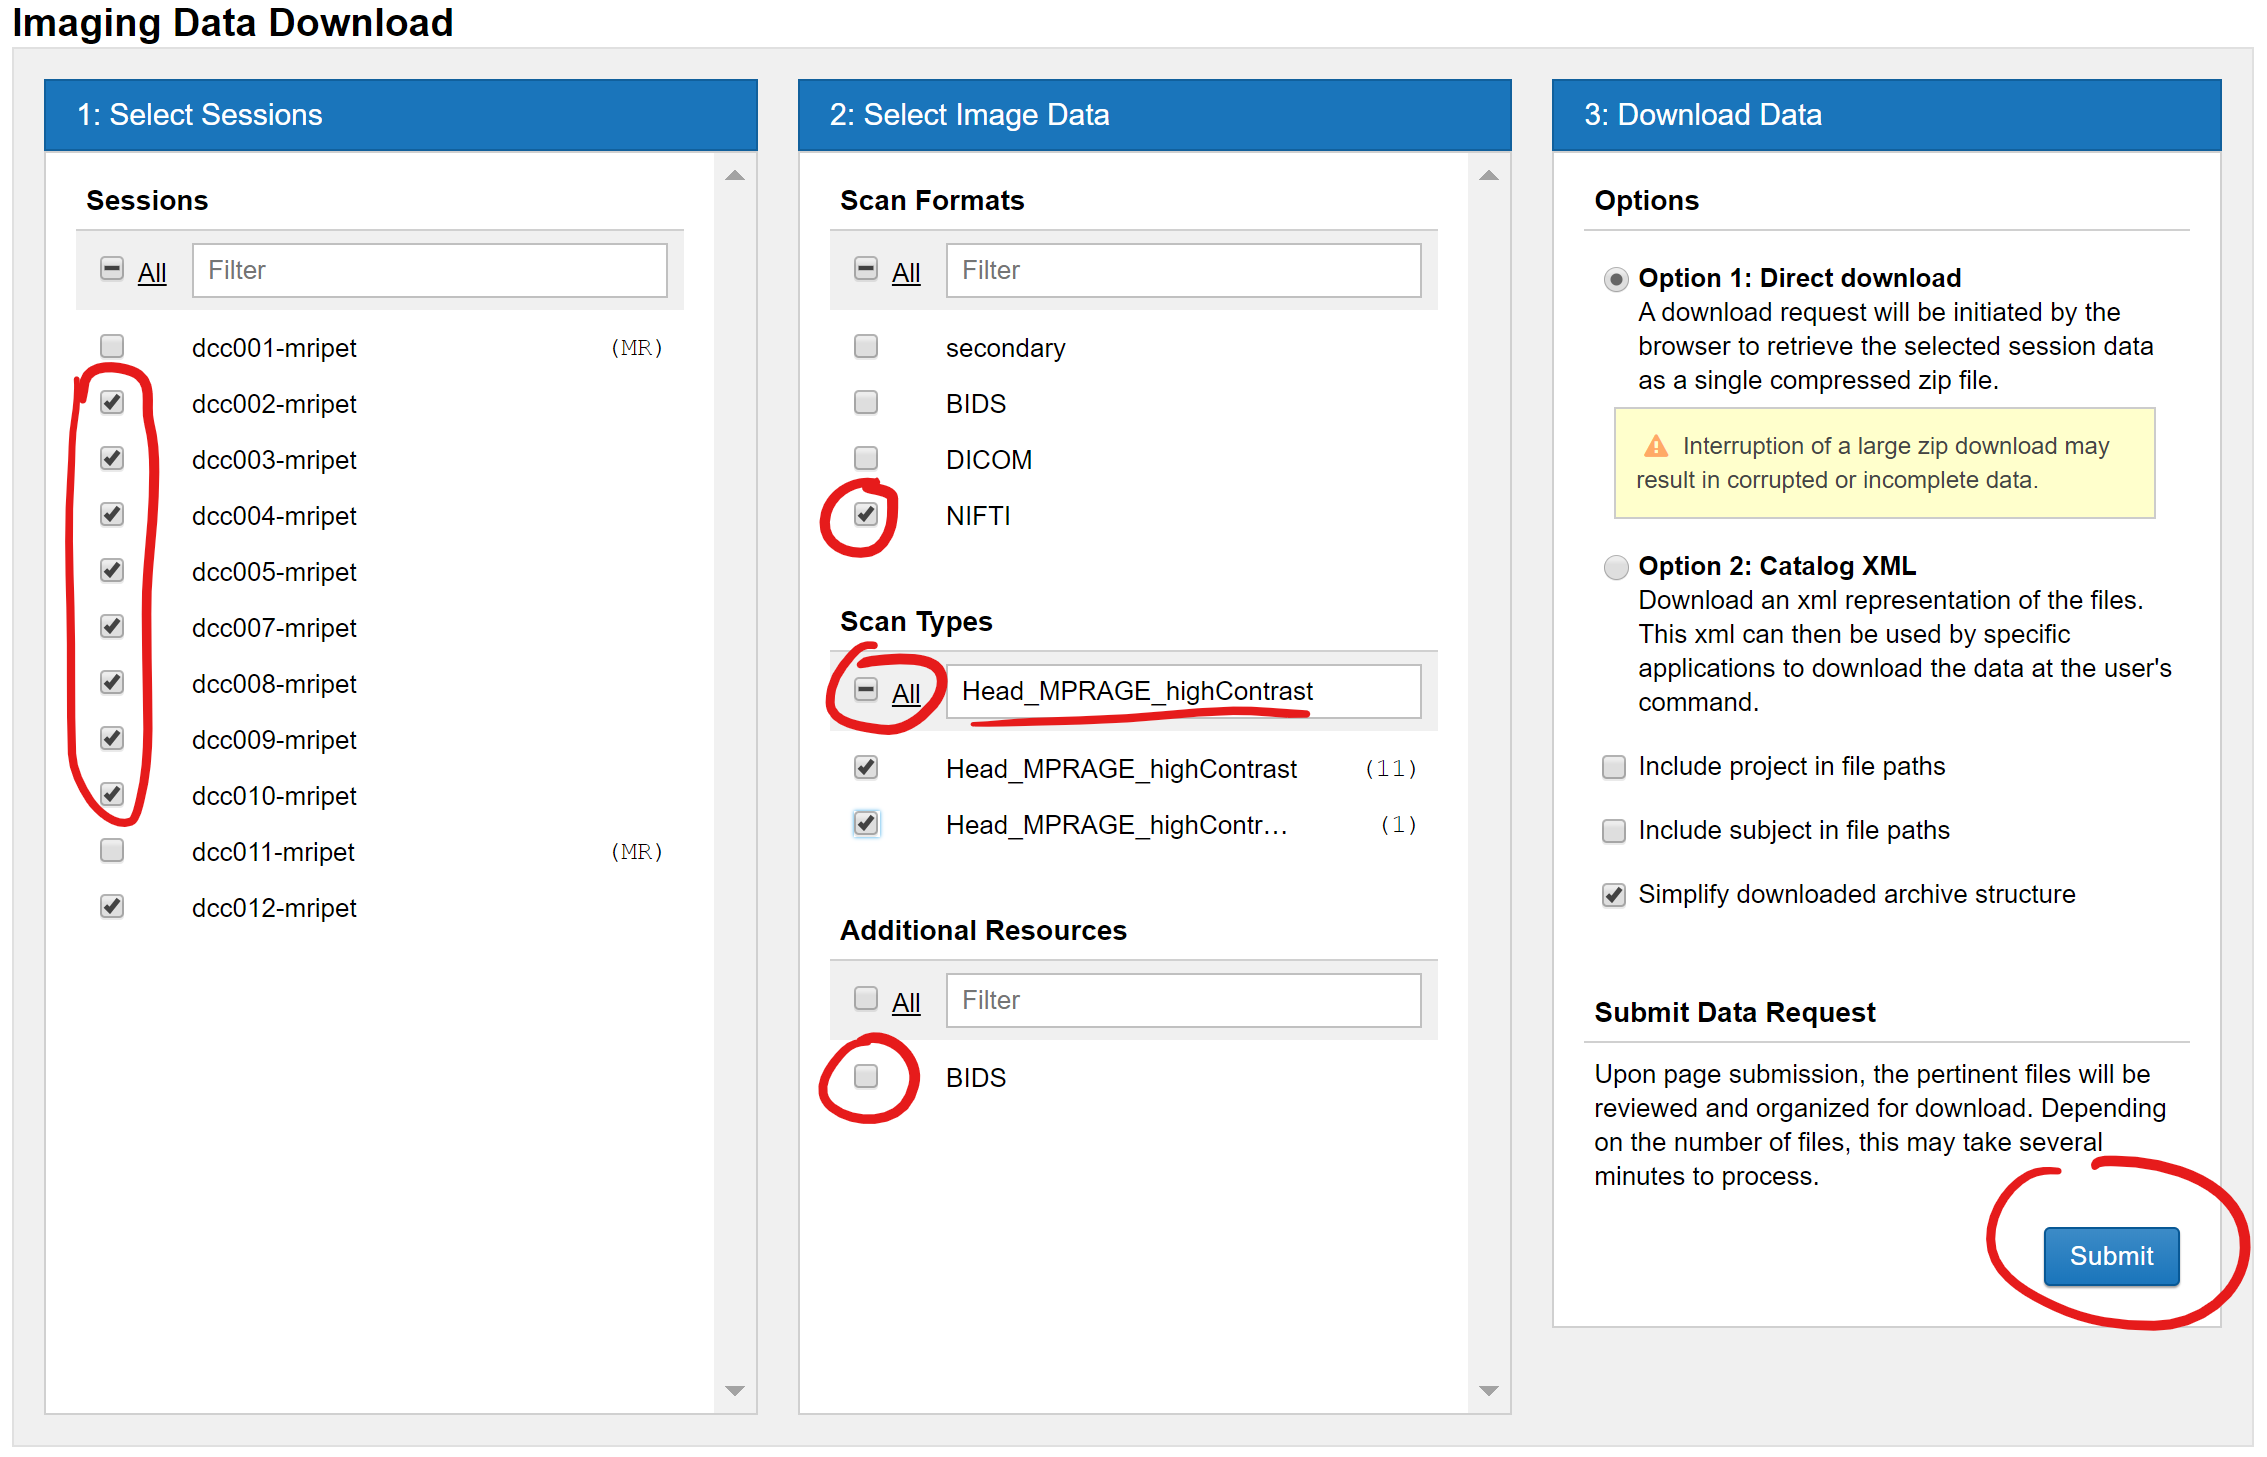 Imaging Data Download
1: Select Sessions
Sessions
All
Filter
dcc001-mripet (MR)
dcc002-mripet
dcc003-mripet
dcc004-mripet
dcc005-mripet
dcc007-mripet
dcc008-mripet
dcc009-mripet
dcc010-mripet
dcc011-mripet (MR)
dcc012-mripet
2: Select Image Data
Scan Formats
All
Filter
secondary
BIDS
DICOM
NIFTI
Scan Types
All
Head_MPRAGE_highContrast
Head_MPRAGE_highContrast (11)
Head_MPRAGE_highContr... (1)
Additional Resources
All
Filter
BIDS
3: Download Data
Options
Option 1: Direct download
A download request will be initiated by the
browser to retrieve the selected session data
as a single compressed zip file.
Interruption of a large zip download may
result in corrupted or incomplete data.
Option 2: Catalog XML
Download an xml representation of the files.
This xml can then be used by specific
applications to download the data at the user's
command.
Include project in file paths
Include subject in file paths
Simplify downloaded archive structure
Submit Data Request
Upon page submission, the pertinent files will be
reviewed and organized for download. Depending
on the number of files, this may take several
minutes to process.
Submit